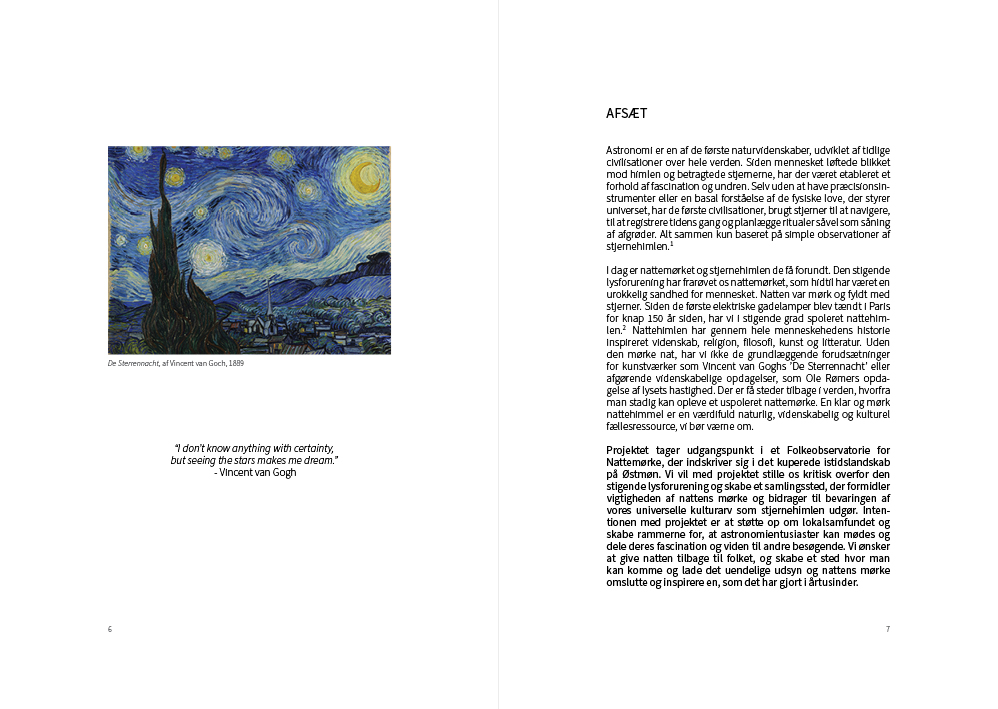 De Sterrennacht, af Vincent van Goch, 1889
“I don’t know anything with certainty,
but seeing the stars makes me dream.”
- Vincent van Gogh
6
AFSÆT
Astronomi er en af de første naturvidenskaber, udviklet af tidlige
civilisationer over hele verden. Siden mennesket løftede blikket
mod himlen og betragtede stjernerne, har der været etableret et
forhold af fascination og undren. Selv uden at have præcisionsin-
strumenter eller en basal forståelse af de fysiske love, der styrer
universet, har de første civilisationer, brugt stjerner til at navigere,
til at registrere tidens gang og planlægge ritualer såvel som såning
af afgrøder. Alt sammen kun baseret på simple observationer af
stjernehimlen.¹
I dag er nattemørket og stjernehimlen de få forundt. Den stigende
lysforurening har frarøvet os nattemørket, som hidtil har været en
urokkelig sandhed for mennesket. Natten var mørk og fyldt med
stjerner. Siden de første elektriske gadelamper blev tændt i Paris
for knap 150 år siden, har vi i stigende grad spoleret nattehim-
len.² Nattehimlen har gennem hele menneskehedens historie
inspireret videnskab, religion, filosofi, kunst og litteratur. Uden
den mørke nat, har vi ikke de grundlæggende forudsætninger
for kunstværker som Vincent van Goghs ’De Sterrennacht’ eller
afgørende videnskabelige opdagelser, som Ole Rømers opda-
gelse af lysets hastighed. Der er få steder tilbage i verden, hvorfra
man stadig kan opleve et uspoleret nattemørke. En klar og mørk
nattehimmel er en værdifuld naturlig, videnskabelig og kulturel
fællesressource, vi bør værne om.
Projektet tager udgangspunkt i et Folkeobservatorie for
Nattemørke, der indskriver sig i det kuperede istidslandskab
på Østmøn. Vi vil med projektet stille os kritisk overfor den
stigende lysforurening og skabe et samlingssted, der formidler
vigtigheden af nattens mørke og bidrager til bevaringen af
vores universelle kulturarv som stjernehimlen udgør. Inten-
tionen med projektet er at støtte op om lokalsamfundet og
skabe rammerne for, at astronomientusiaster kan mødes og
dele deres fascination og viden til andre besøgende. Vi ønsker
at give natten tilbage til folket, og skabe et sted hvor man
kan komme og lade det uendelige udsyn og nattens mørke
omslutte og inspirere en, som det har gjort i årtusinder.
7